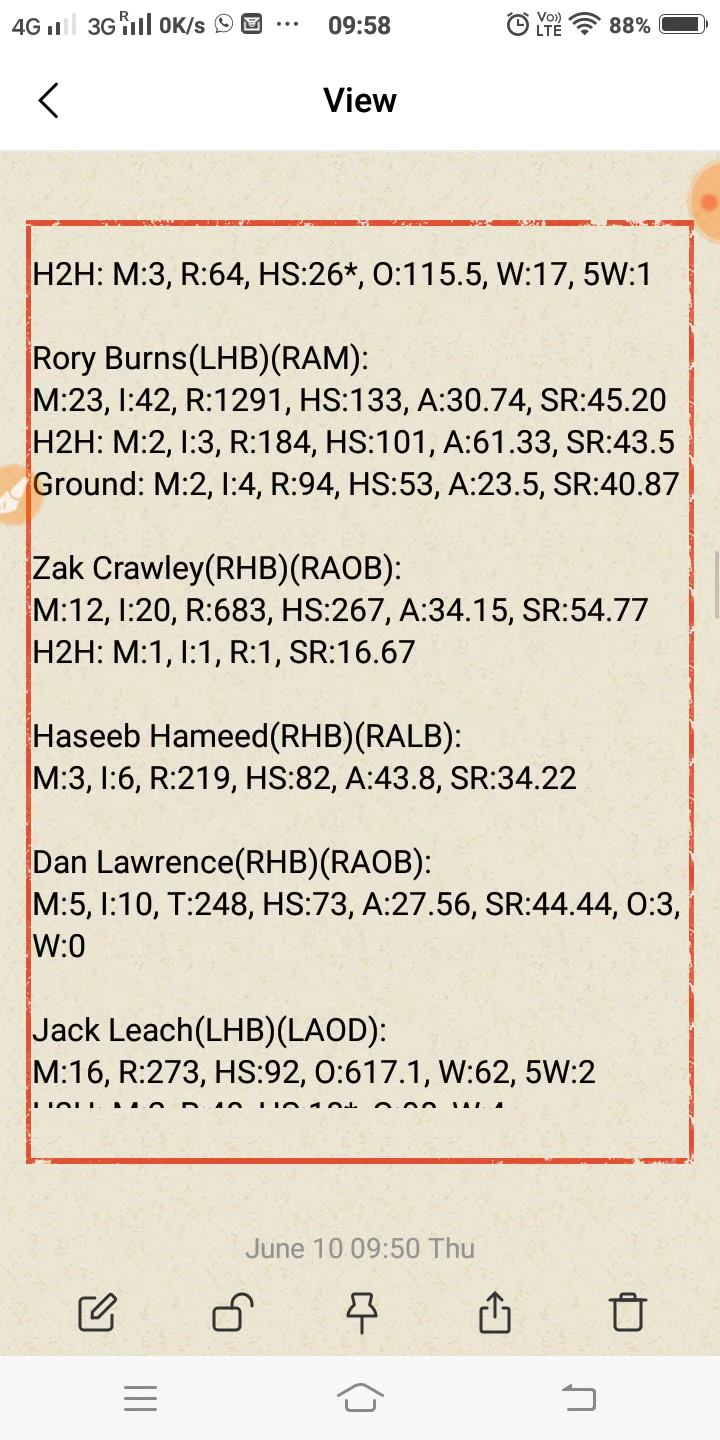 4G 3G R 0K/s ... 09:58 Vo)) LTE 88%
View
H2H: M:3, R:64, HS:26*, O:115.5, W:17, 5W:1
Rory Burns(LHB)(RAM):
M:23, I:42, R:1291, HS:133, A:30.74, SR:45.20
H2H: M:2, I:3, R:184, HS:101, A:61.33, SR:43.5
Ground: M:2, I:4, R:94, HS:53, A:23.5, SR:40.87
Zak Crawley(RHB)(RAOB):
M:12, I:20, R:683, HS:267, A:34.15, SR:54.77
H2H: M:1, I:1, R:1, SR:16.67
Haseeb Hameed(RHB)(RALB):
M:3, I:6, R:219, HS:82, A:43.8, SR:34.22
Dan Lawrence(RHB)(RAOB):
M:5, I:10, T:248, HS:73, A:27.56, SR:44.44, O:3,
W:0
Jack Leach(LHB)(LAOD):
M:16, R:273, HS:92, O:617.1, W:62, 5W:2
June 10 09:50 Thu